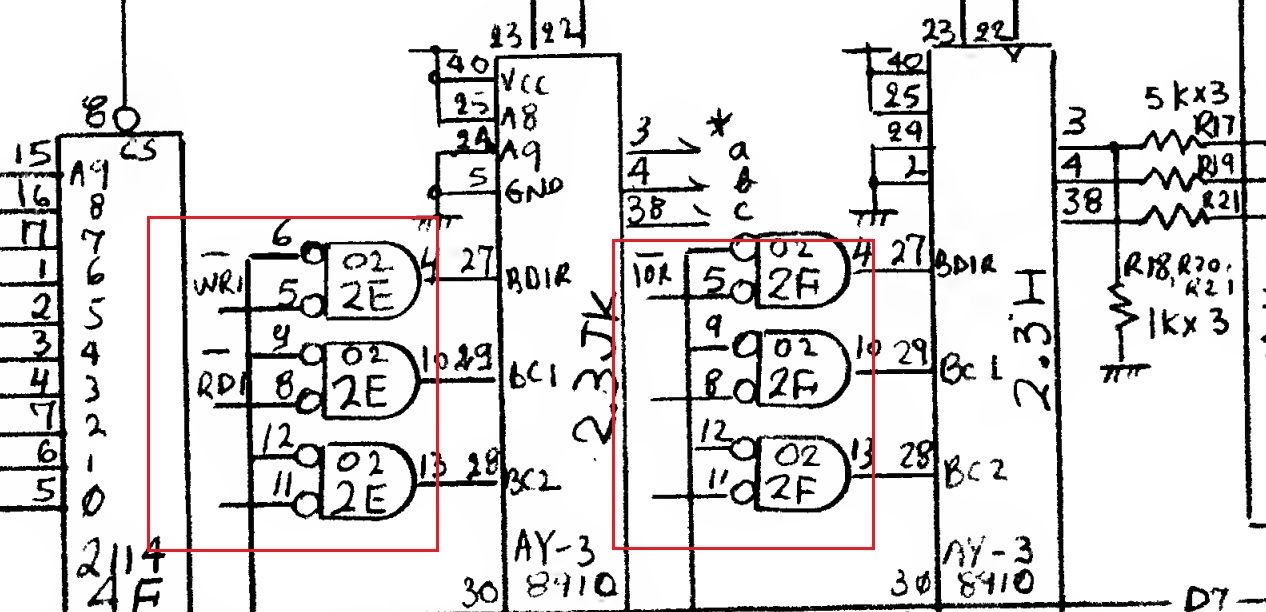 23 22
40 VCC
25 A8
24 A9
5 GND
8
CS
15 A9
16 8
7
1 6
2 5
3 4
4 3
7 2
6 1
5 0
2114
4F
WR1
RD1
6
5
02
2E
4 27 BDIR
9
8
02
2E
10 29 BC1
12
11
02
2E
13 28 BC2
2.3JK
AY-3
8910
30
3 *
a
4 b
38 c
IOR
5
02
2F
4 27 BDIR
9
8
02
2F
10 29 BC1
12
11
02
2F
13 28 BC2
23 22
40
25
29
2
2.3H
AY-3
8910
30
5K×3
3 R17
4 R19
38 R21
R18,R20,
R21
1K×3
D7